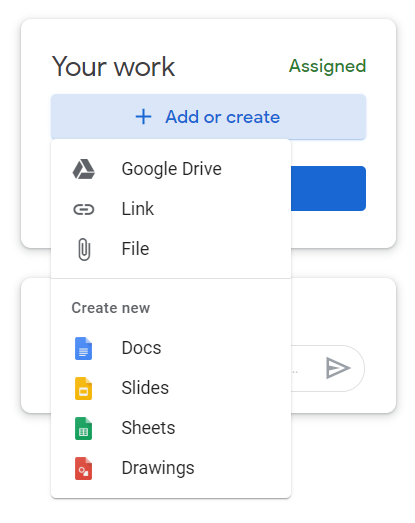 Your work
Assigned
+ Add or create
Google Drive
Link
File
Create new
Docs
Slides
Sheets
Drawings
..